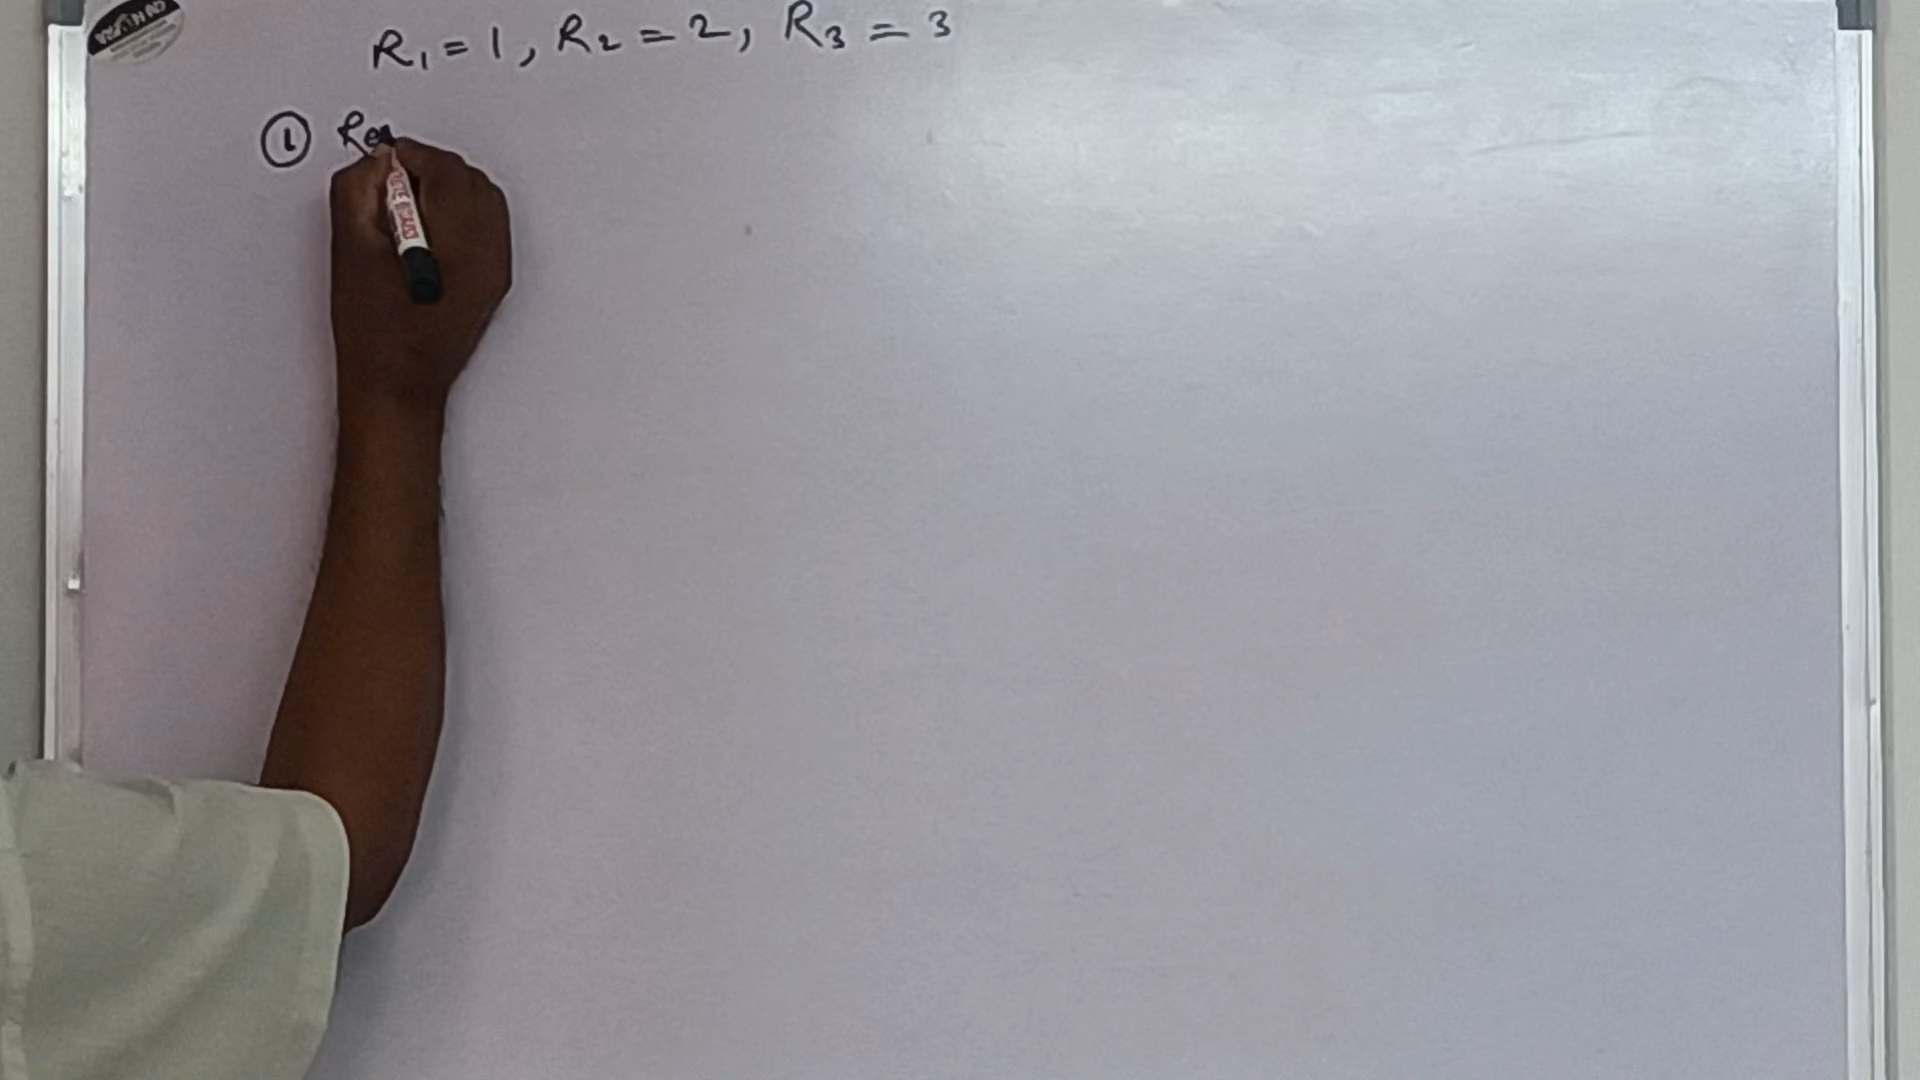 R₁ = 1, R₂ = 2, R₃ = 3
① Re